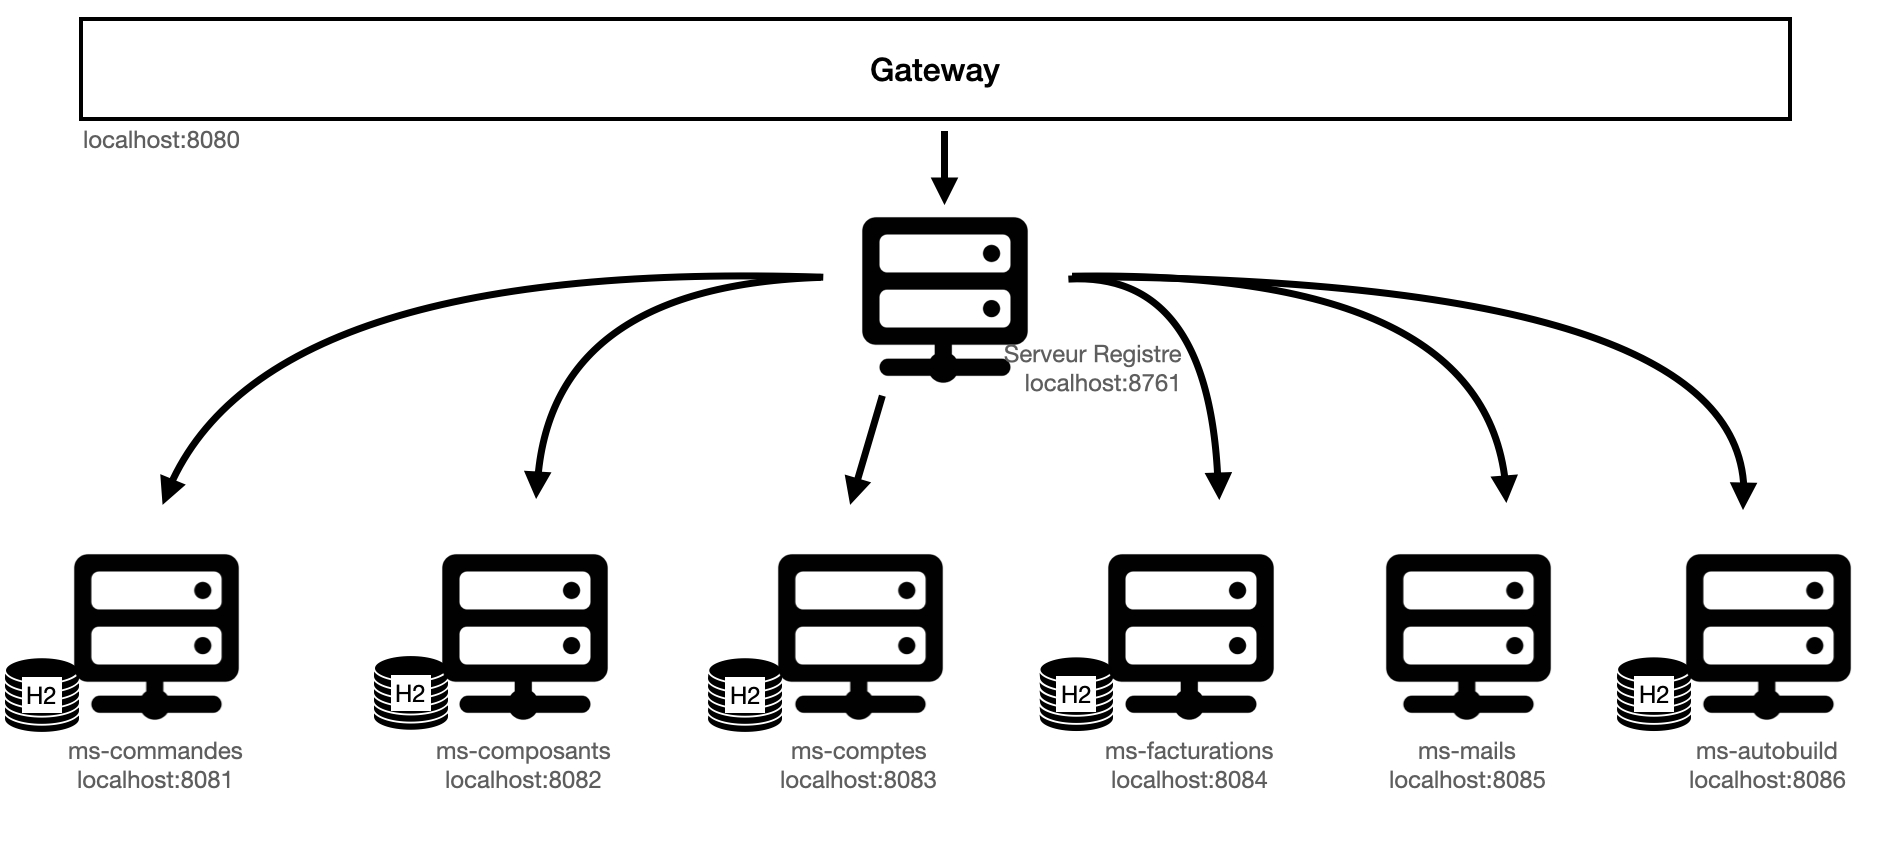 Gateway
localhost:8080
Serveur Registre
localhost:8761
H2
H2
H2
H2
H2
ms-commandes
localhost:8081
ms-composants
localhost:8082
ms-comptes
localhost:8083
ms-facturations
localhost:8084
ms-mails
localhost:8085
ms-autobuild
localhost:8086